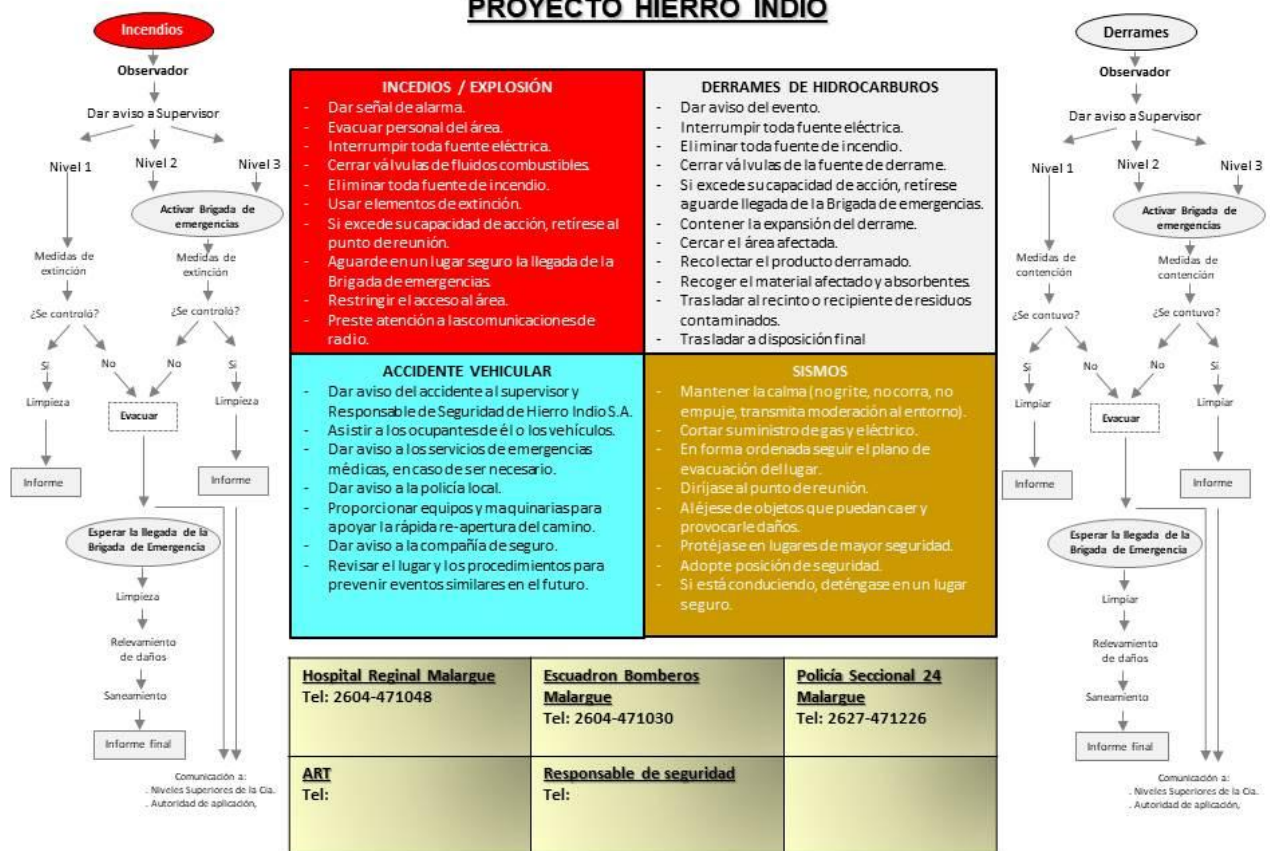 PROYECTO HIERRO INDIO
Incendios
Observador
Dar aviso a Supervisor
Nivel 1
Nivel 2
Nivel 3
Activar Brigada de
emergencias
Medidas de
extinción
Medidas de
extinción
¿Se controló?
¿Se controló?
Si
No
No
Si
Limpieza
Evacuar
Limpieza
Informe
Informe
Esperar la llegada de la
Brigada de Emergencia
Limpieza
Relevamiento
de daños
Saneamiento
Informe final
Comunicación a:
. Niveles Superiores de la Cía.
. Autoridad de aplicación,
INCEDIOS / EXPLOSIÓN
- Dar señal de alarma.
- Evacuar personal del área.
- Interrumpir toda fuente eléctrica.
- Cerrar válvulas de fluidos combustibles.
- Eliminar toda fuente de incendio.
- Usar elementos de extinción.
- Si excede su capacidad de acción, retírese al
punto de reunión.
- Aguarde en un lugar seguro la llegada de la
Brigada de emergencias.
- Restringir el acceso al área.
- Preste atención a las comunicaciones de
radio.
DERRAMES DE HIDROCARBUROS
- Dar aviso del evento.
- Interrumpir toda fuente eléctrica.
- Eliminar toda fuente de incendio.
- Cerrar válvulas de la fuente de derrame.
- Si excede su capacidad de acción, retírese
aguarde llegada de la Brigada de emergencias.
- Contener la expansión del derrame.
- Cercar el área afectada.
- Recolectar el producto derramado.
- Recoger el material afectado y absorbentes.
- Trasladar al recinto o recipiente de residuos
contaminados.
- Trasladar a disposición final
ACCIDENTE VEHICULAR
- Dar aviso del accidente al supervisor y
Responsable de Seguridad de Hierro Indio S.A.
- Asistir a los ocupantes de él o los vehículos.
- Dar aviso a los servicios de emergencias
médicas, en caso de ser necesario.
- Dar aviso a la policía local.
- Proporcionar equipos y maquinarias para
apoyar la rápida re-apertura del camino.
- Dar aviso a la compañía de seguro.
- Revisar el lugar y los procedimientos para
prevenir eventos similares en el futuro.
SISMOS
- Mantener la calma (no grite, no corra, no
empuje, transmita moderación al entorno).
- Cortar suministro de gas y eléctrico.
- En forma ordenada seguir el plano de
evacuación del lugar.
- Diríjase al punto de reunión.
- Aléjese de objetos que puedan caer y
provocarle daños.
- Protéjase en lugares de mayor seguridad.
- Adopte posición de seguridad.
- Si está conduciendo, deténgase en un lugar
seguro.
Hospital Reginal Malargue
Tel: 2604-471048
Escuadron Bomberos
Malargue
Tel: 2604-471030
Policía Seccional 24
Malargue
Tel: 2627-471226
ART
Tel:
Responsable de seguridad
Tel:
Derrames
Observador
Dar aviso a Supervisor
Nivel 1
Nivel 2
Nivel 3
Activar Brigada de
emergencias
Medidas de
contención
Medidas de
contención
¿Se contuvo?
¿Se contuvo?
Si
No
No
Si
Limpiar
Evacuar
Limpiar
Informe
Informe
Esperar la llegada de la
Brigada de Emergencia
Limpiar
Relevamiento
de daños
Saneamiento
Informe final
Comunicación a:
. Niveles Superiores de la Cía.
. Autoridad de aplicación,